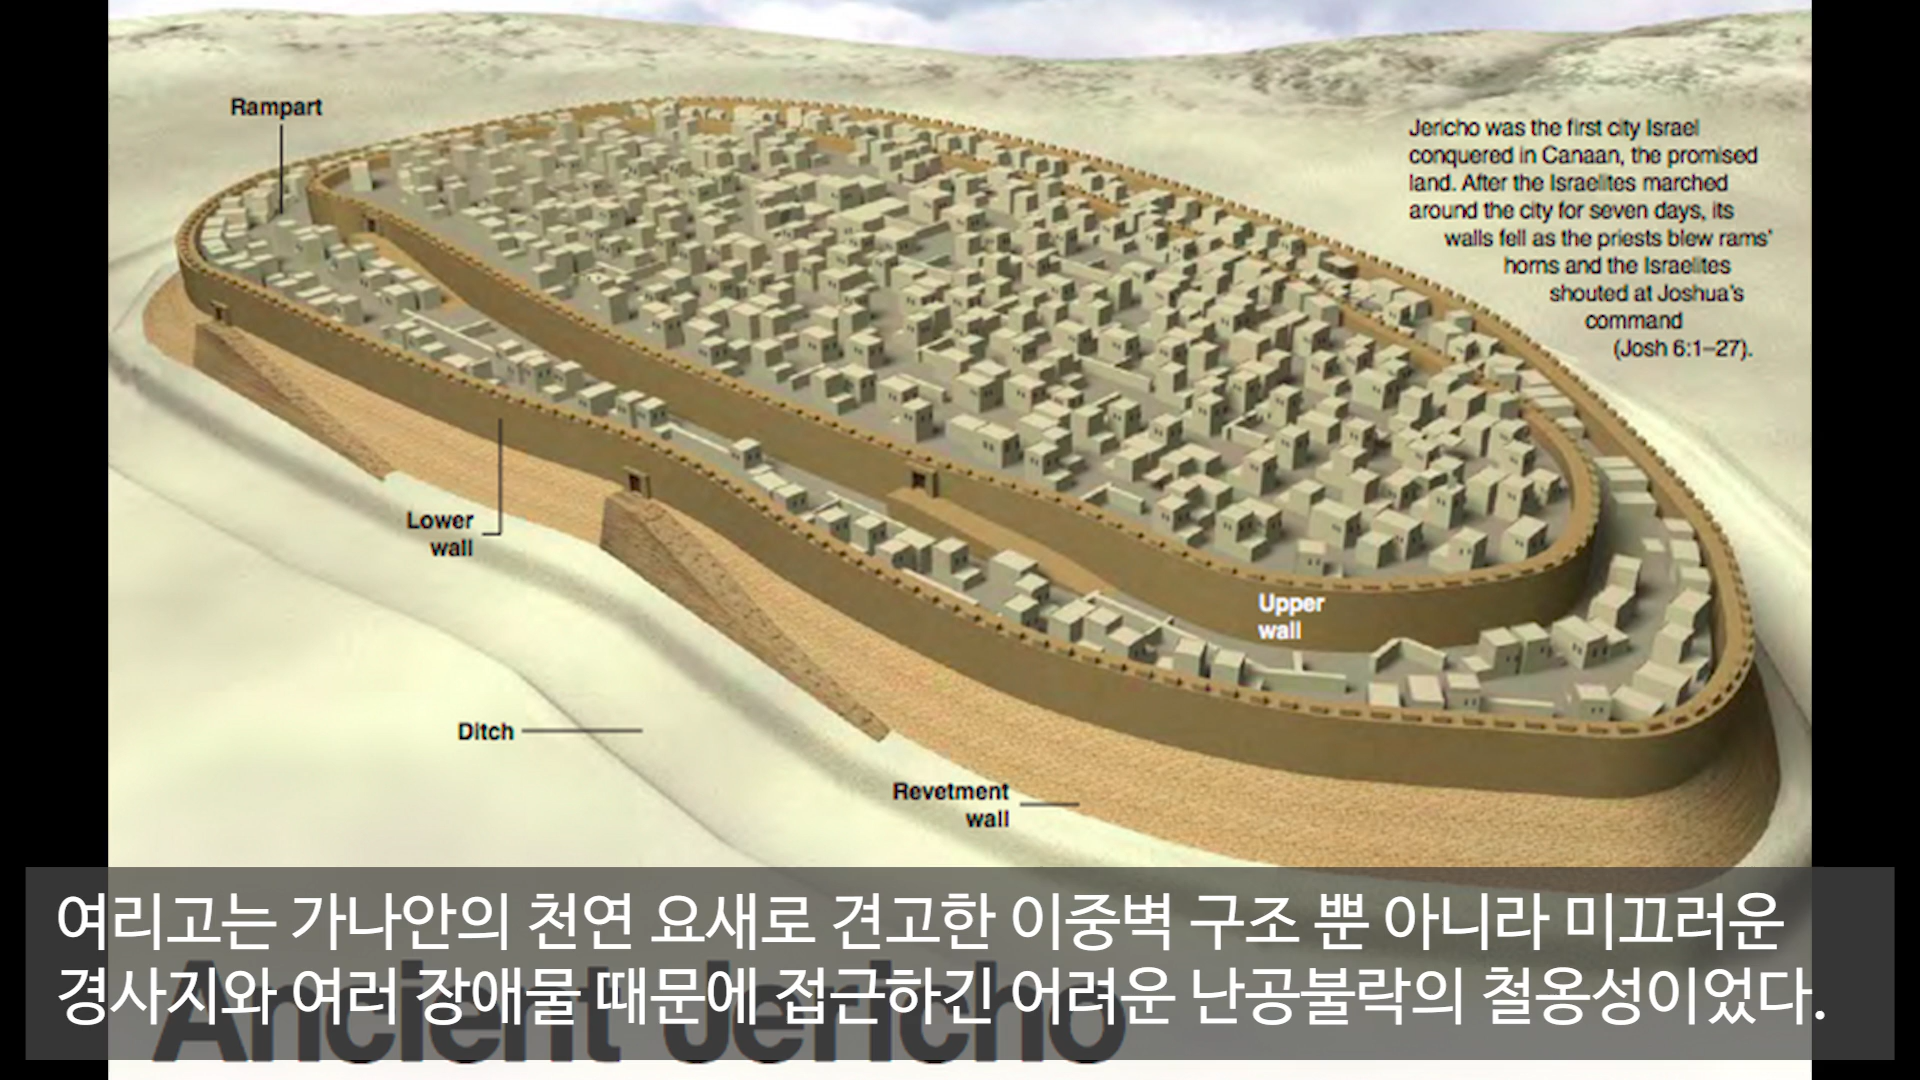 Rampart
Jericho was the first city Israel
conquered in Canaan, the promised
land. After the Israelites marched
around the city for seven days, its
walls fell as the priests blew rams'
horns and the Israelites
shouted at Joshua's
command
(Josh 6:1–27).
Lower
wall
Upper
wall
Ditch
Revetment
wall
여리고는 가나안의 천연 요새로 견고한 이중벽 구조 뿐 아니라 미끄러운
경사지와 여러 장애물 때문에 접근하긴 어려운 난공불락의 철옹성이었다.
Ancient Jericho